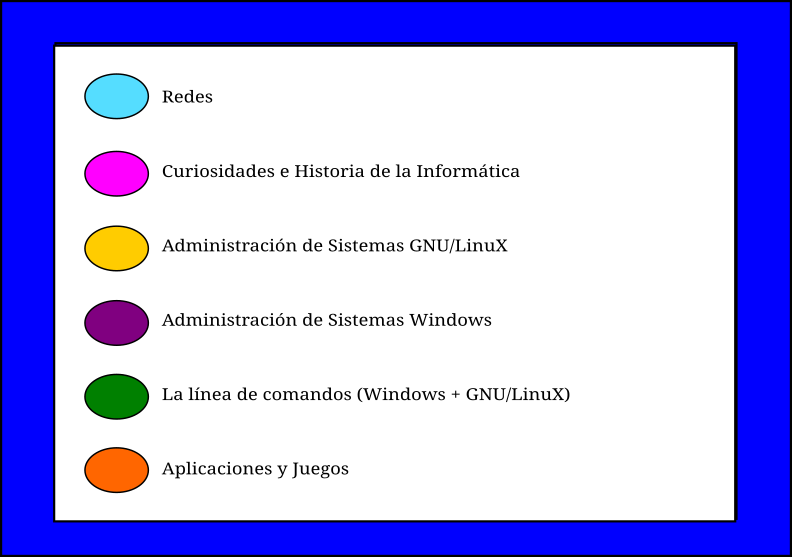 Redes
Curiosidades e Historia de la Informática
Administración de Sistemas GNU/LinuX
Administración de Sistemas Windows
La línea de comandos (Windows + GNU/LinuX)
Aplicaciones y Juegos